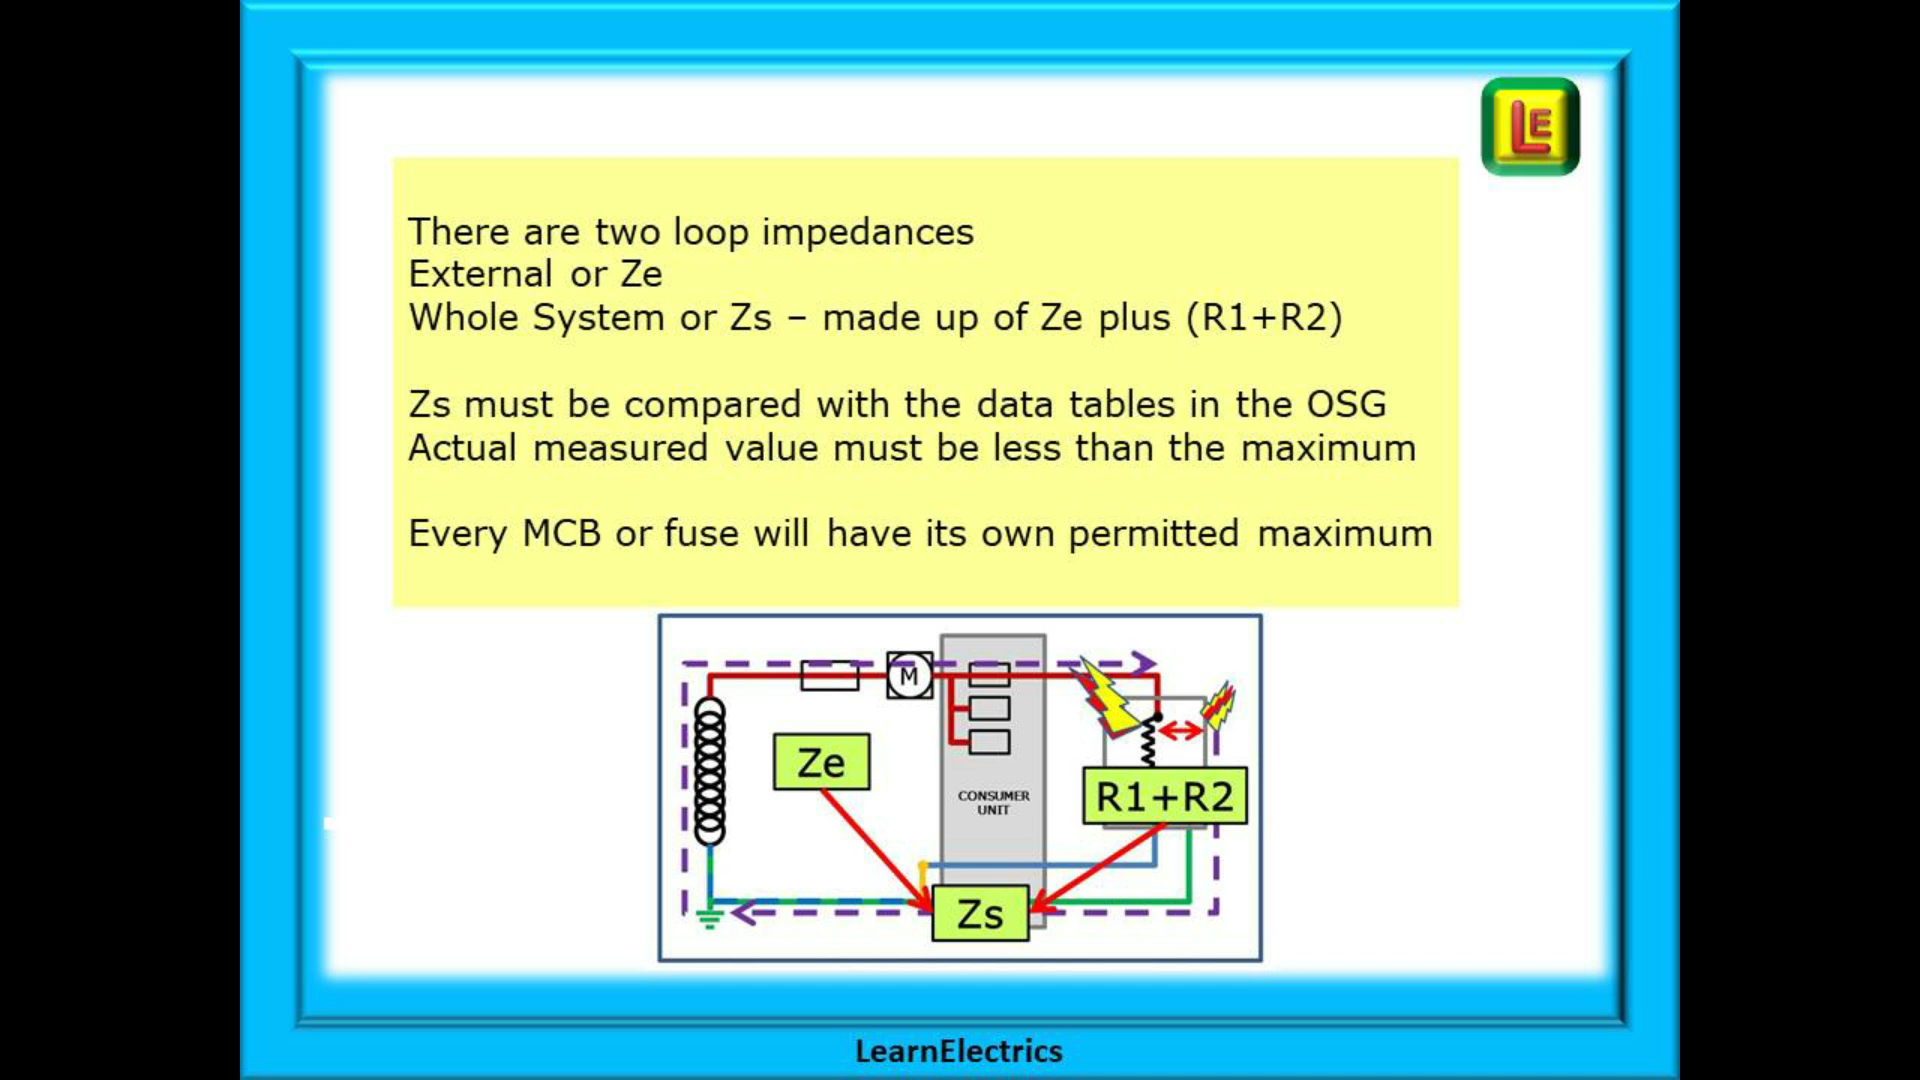 LE
There are two loop impedances
External or Ze
Whole System or Zs – made up of Ze plus (R1+R2)
Zs must be compared with the data tables in the OSG
Actual measured value must be less than the maximum
Every MCB or fuse will have its own permitted maximum
M
Ze
CONSUMER
UNIT
R1+R2
Zs
LearnElectrics